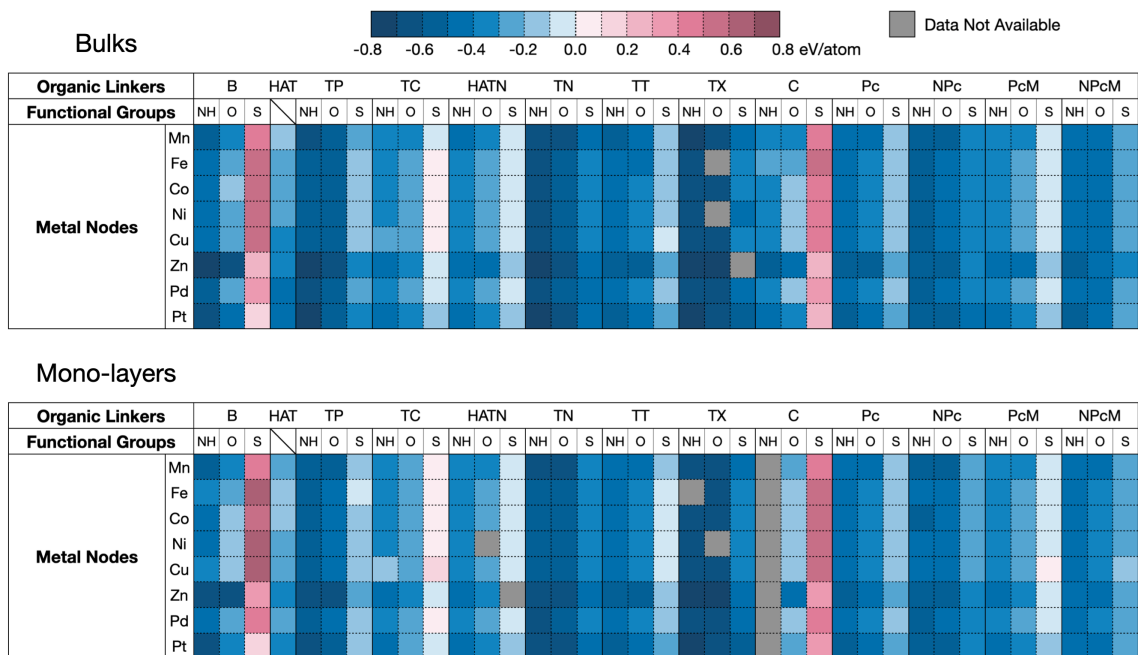 Bulks
-0.8 -0.6 -0.4 -0.2 0.0 0.2 0.4 0.6 0.8 eV/atom
Data Not Available
Organic Linkers B HAT TP TC HATN TN TT TX C Pc NPc PcM NPcM
Functional Groups NH O S NH O S NH O S NH O S NH O S NH O S NH O S NH O S NH O S NH O S NH O S NH O S
Mn
Fe
Co
Metal Nodes Ni
Cu
Zn
Pd
Pt
Mono-layers
Organic Linkers B HAT TP TC HATN TN TT TX C Pc NPc PcM NPcM
Functional Groups NH O S NH O S NH O S NH O S NH O S NH O S NH O S NH O S NH O S NH O S NH O S NH O S
Mn
Fe
Co
Metal Nodes Ni
Cu
Zn
Pd
Pt